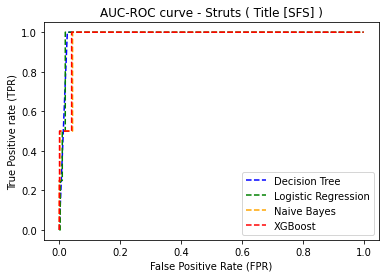 AUC-ROC curve - Struts ( Title [SFS] )
True Positive rate (TPR)
1.0
0.8
0.6
0.4
0.2
0.0
Decision Tree
Logistic Regression
Naive Bayes
XGBoost
0.0 0.2 0.4 0.6 0.8 1.0
False Positive Rate (FPR)